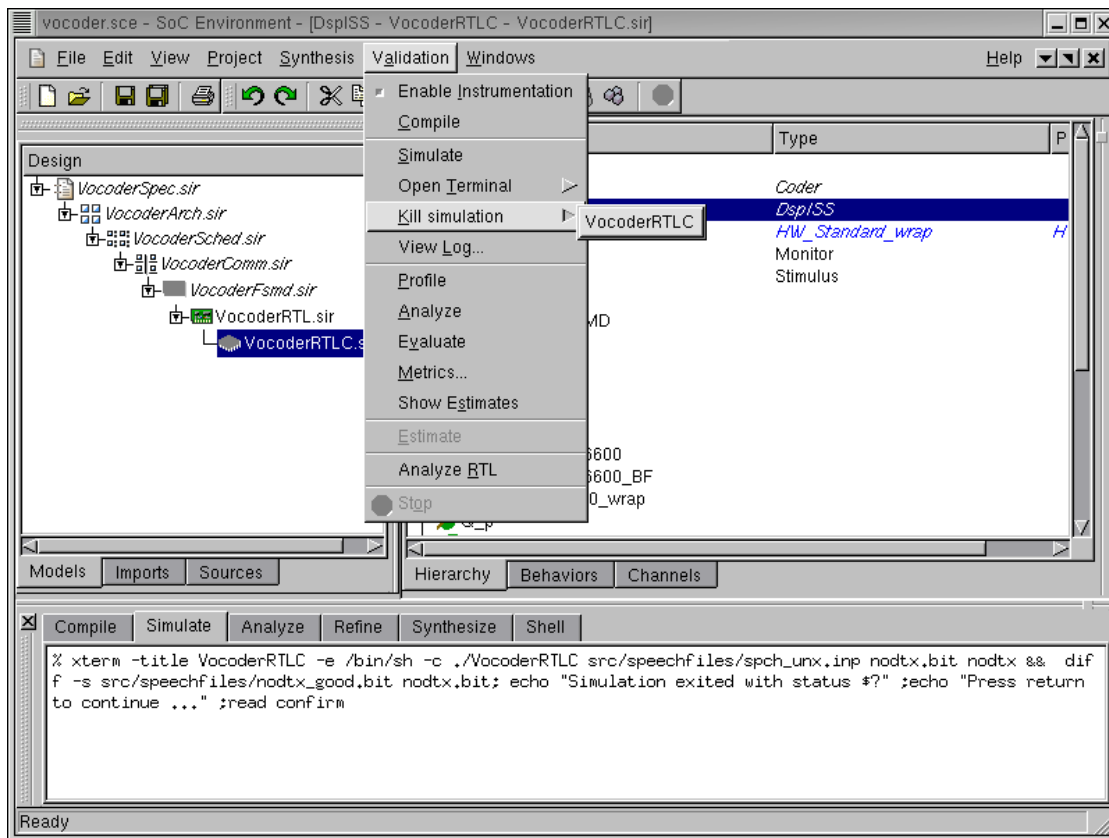 vocoder.sce - SoC Environment - [DspISS - VocoderRTLC - VocoderRTLC.sir]
File Edit View Project Synthesis Validation Windows Help
Enable Instrumentation
Compile
Simulate
Open Terminal
Kill simulation
VocoderRTLC
View Log...
Profile
Analyze
Evaluate
Metrics...
Show Estimates
Estimate
Analyze RTL
Stop
Design
VocoderSpec.sir
VocoderArch.sir
VocoderSched.sir
VocoderComm.sir
VocoderFsmd.sir
VocoderRTL.sir
VocoderRTLC.s
Models Imports Sources
Type P
Coder
DspISS
HW_Standard_wrap H
Monitor
Stimulus
MD
6600
6600_BF
0_wrap
Hierarchy Behaviors Channels
Compile Simulate Analyze Refine Synthesize Shell
% xterm -title VocoderRTLC -e /bin/sh -c ./VocoderRTLC src/speechfiles/spch_unx.inp nodtx.bit nodtx && dif
f -s src/speechfiles/nodtx_good.bit nodtx.bit; echo "Simulation exited with status $?" ;echo "Press return
to continue ..." ;read confirm
Ready